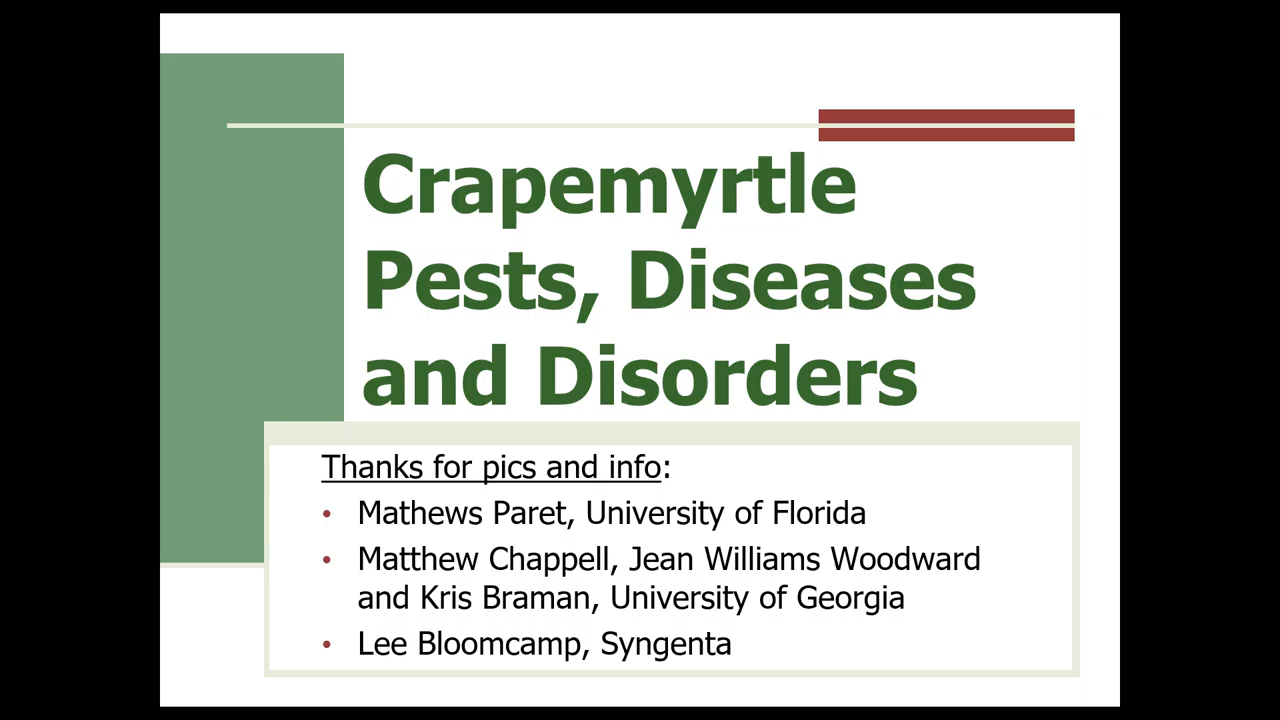 Crapemyrtle
Pests, Diseases
and Disorders
Thanks for pics and info:
• Mathews Paret, University of Florida
• Matthew Chappell, Jean Williams Woodward
and Kris Braman, University of Georgia
• Lee Bloomcamp, Syngenta